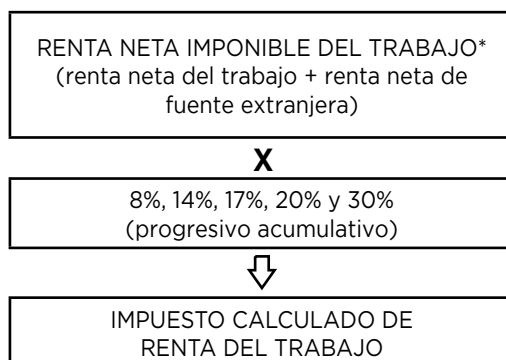 RENTA NETA IMPONIBLE DEL TRABAJO*
(renta neta del trabajo + renta neta de
fuente extranjera)
X
8%, 14%, 17%, 20% y 30%
(progresivo acumulativo)
IMPUESTO CALCULADO DE
RENTA DEL TRABAJO